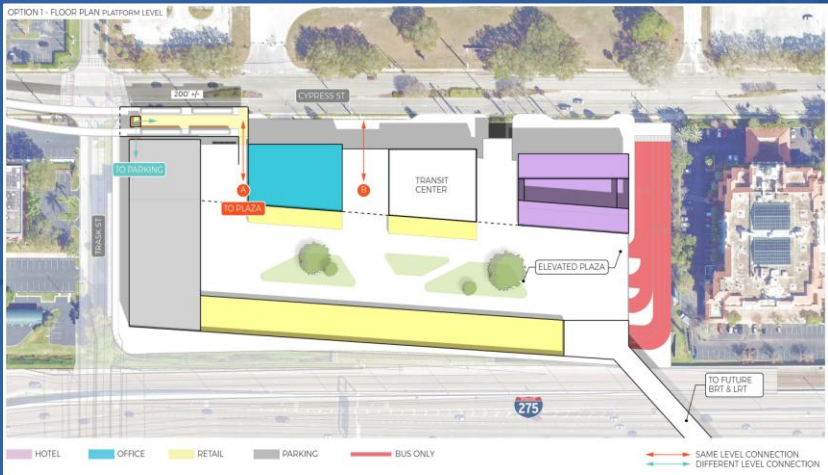 OPTION 1 - FLOOR PLAN PLATFORM LEVEL
200' +/-
CYPRESS ST
TO PARKING
A
B
TO PLAZA
TRANSIT
CENTER
TRASK ST
ELEVATED PLAZA
TO FUTURE
BRT & LRT
275
HOTEL
OFFICE
RETAIL
PARKING
BUS ONLY
SAME LEVEL CONNECTION
DIFFERENT LEVEL CONNECTION